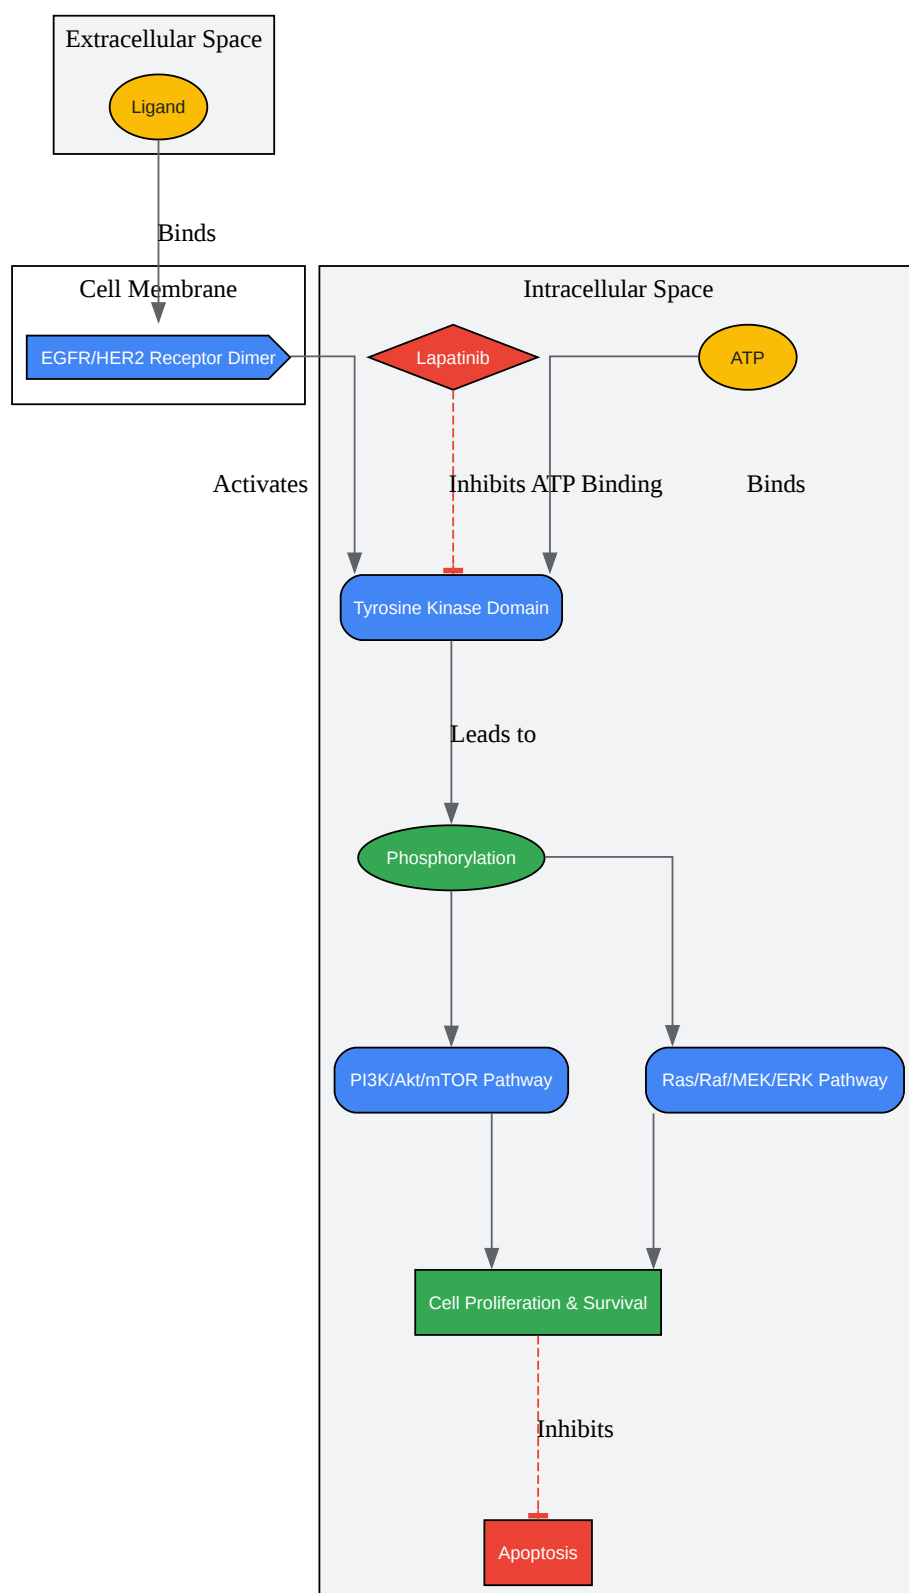 Extracellular Space
Ligand
Binds
Cell Membrane
Intracellular Space
EGFR/HER2 Receptor Dimer
Lapatinib
ATP
Activates
Inhibits ATP Binding
Binds
Tyrosine Kinase Domain
Leads to
Phosphorylation
PI3K/Akt/mTOR Pathway
Ras/Raf/MEK/ERK Pathway
Cell Proliferation & Survival
Inhibits
Apoptosis